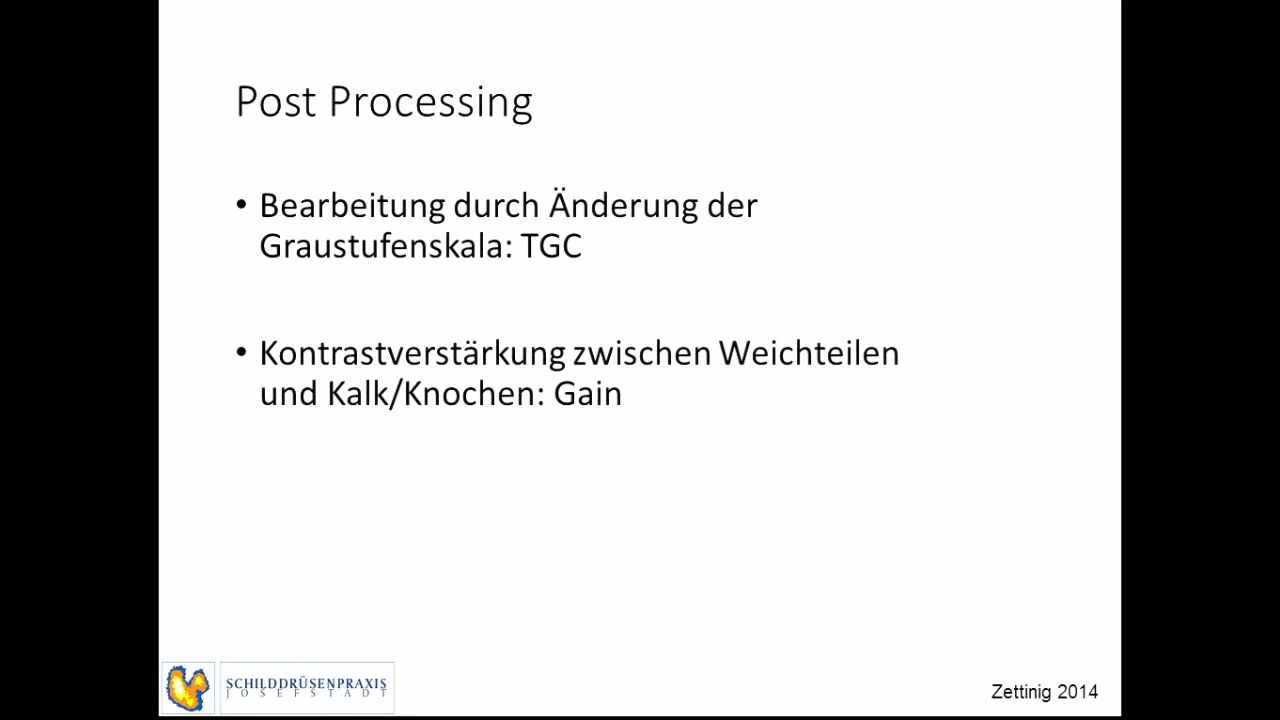 Post Processing
• Bearbeitung durch Änderung der
Graustufenskala: TGC
• Kontrastverstärkung zwischen Weichteilen
und Kalk/Knochen: Gain
SCHILDDRÜSENPRAXIS
JOSEFSTADT
Zettinig 2014